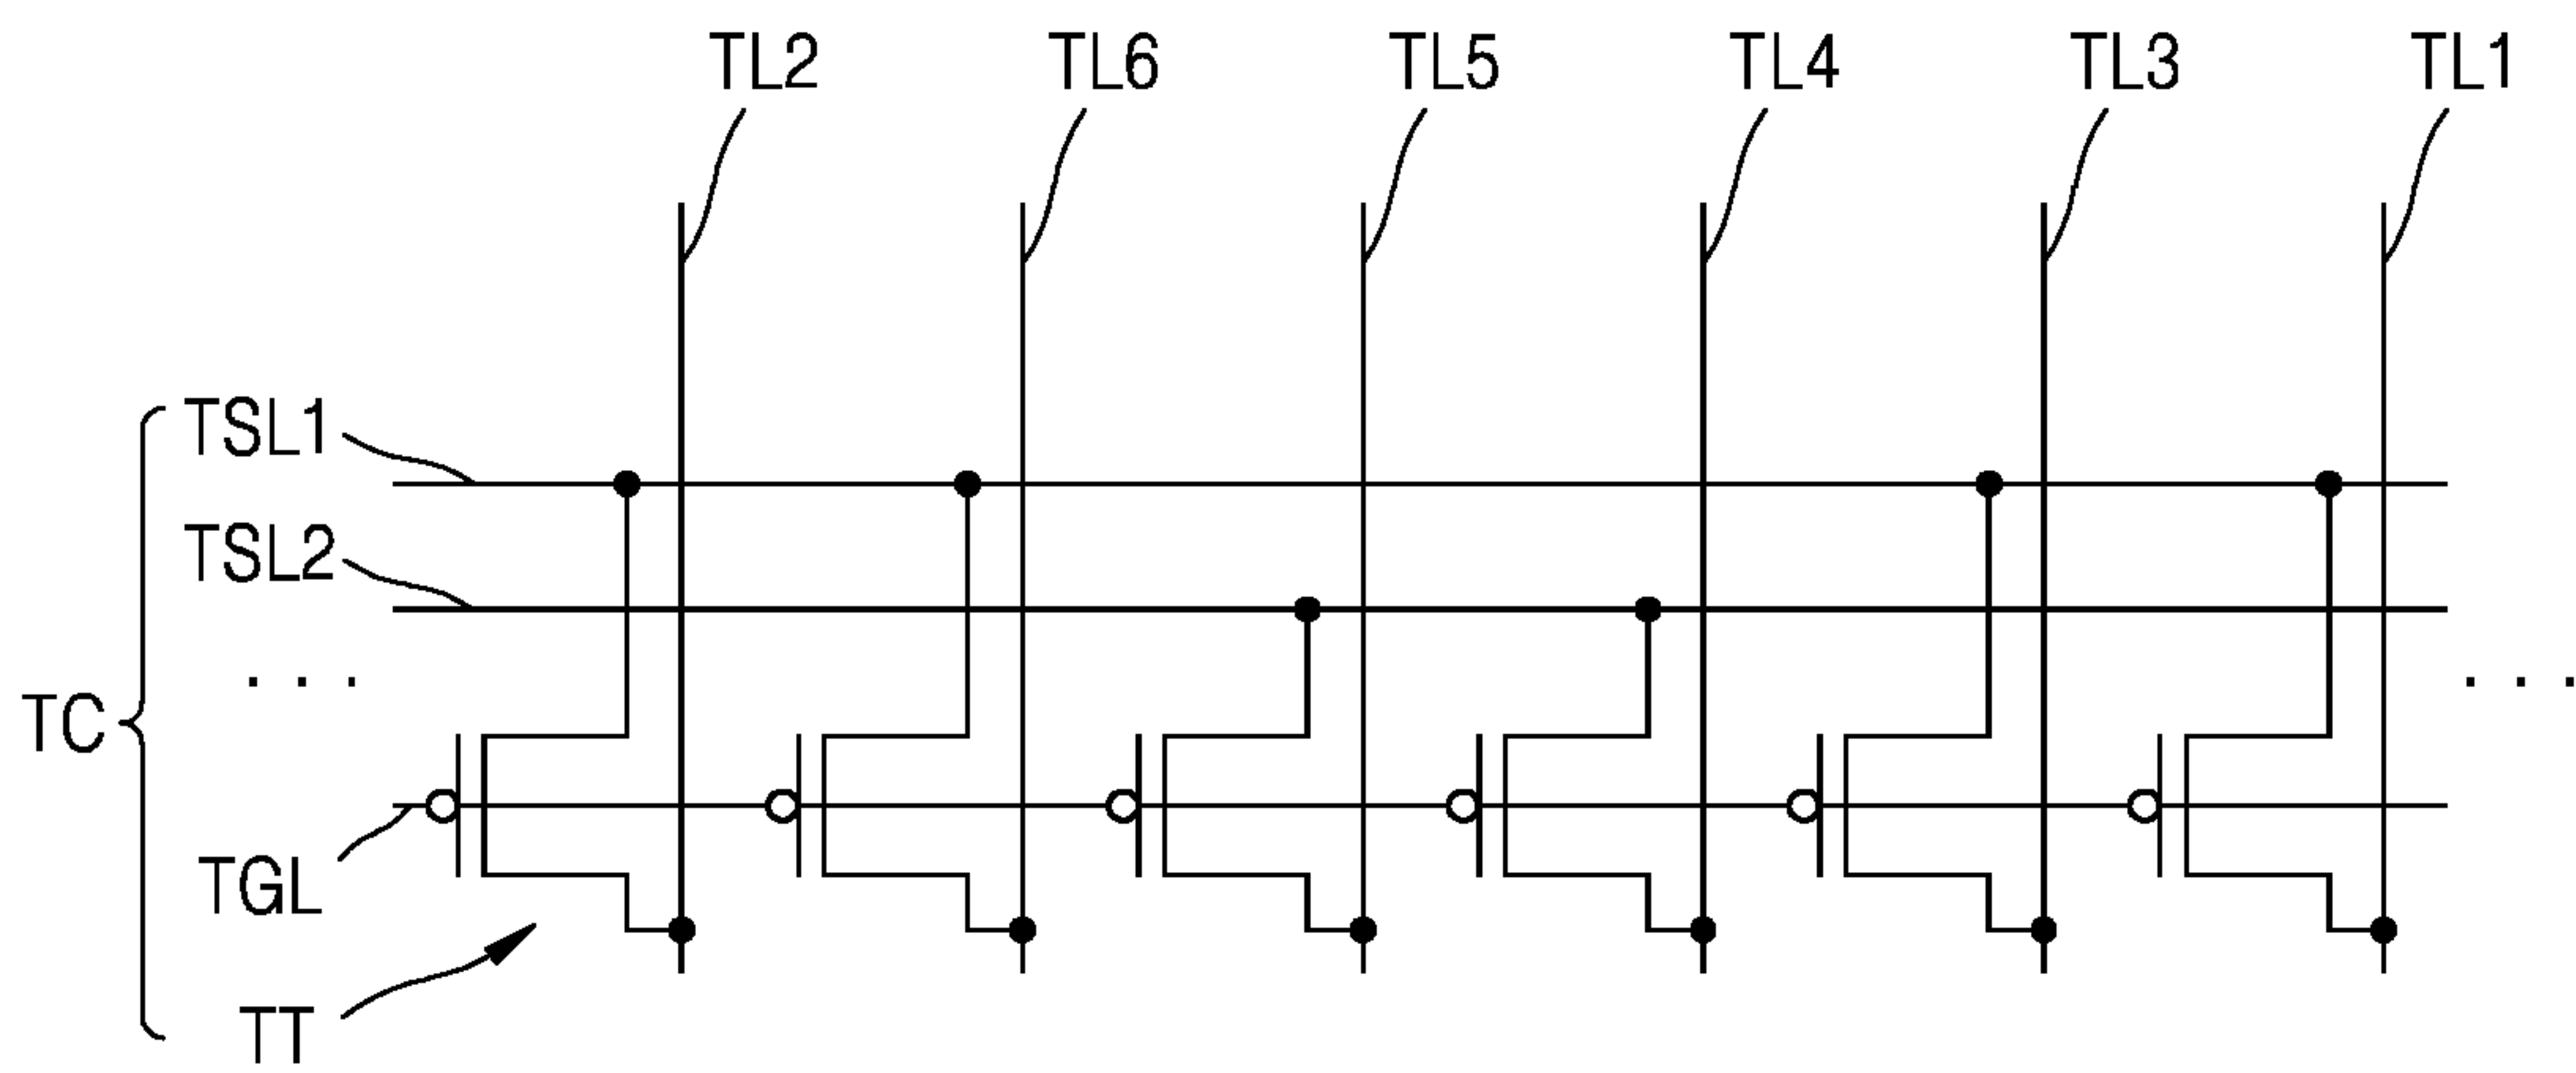 TL2 TL6 TL5 TL4 TL3 TL1
TSL1
TSL2
. . . . . .
TC
TGL
TT